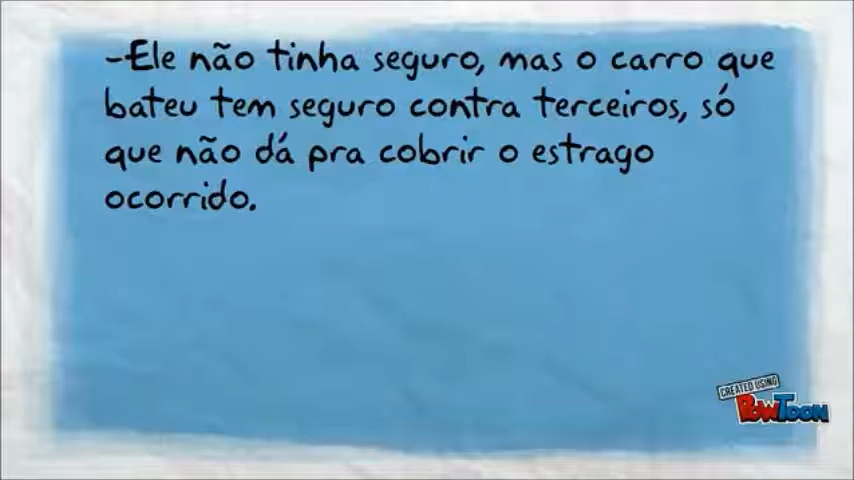 -Ele não tinha seguro, mas o carro que
bateu tem seguro contra terceiros, só
que não dá pra cobrir o estrago
ocorrido.
CREATED USING
POWTOON